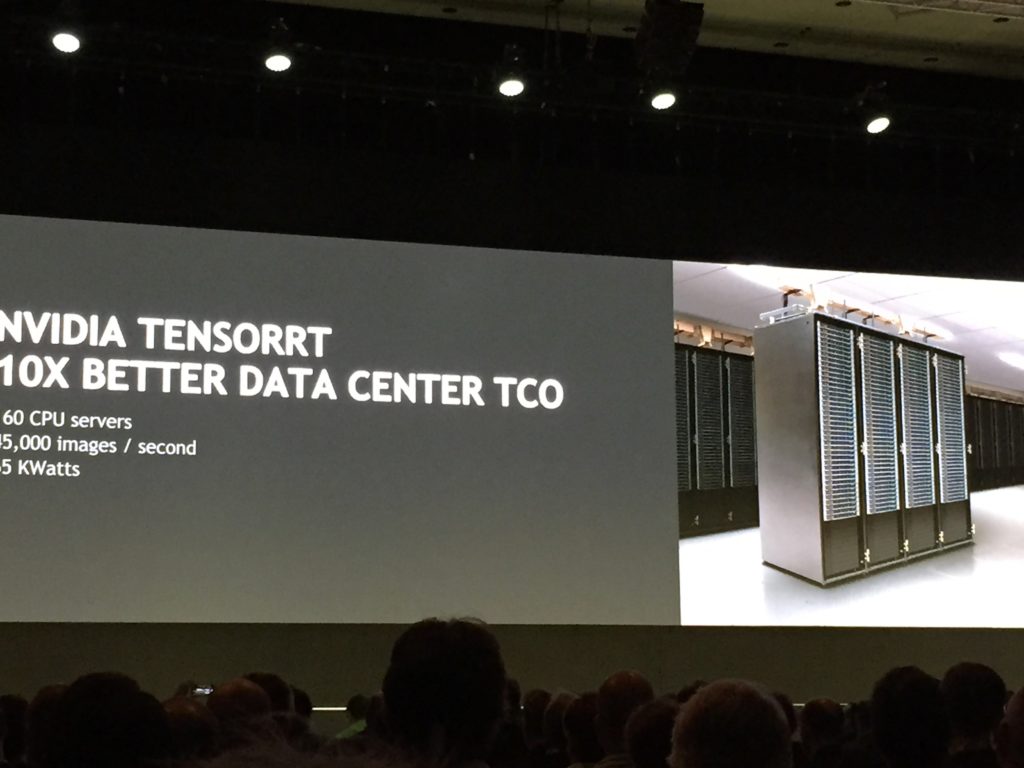 NVIDIA TENSORRT
10X BETTER DATA CENTER TCO
60 CPU servers
5,000 images / second
5 KWatts